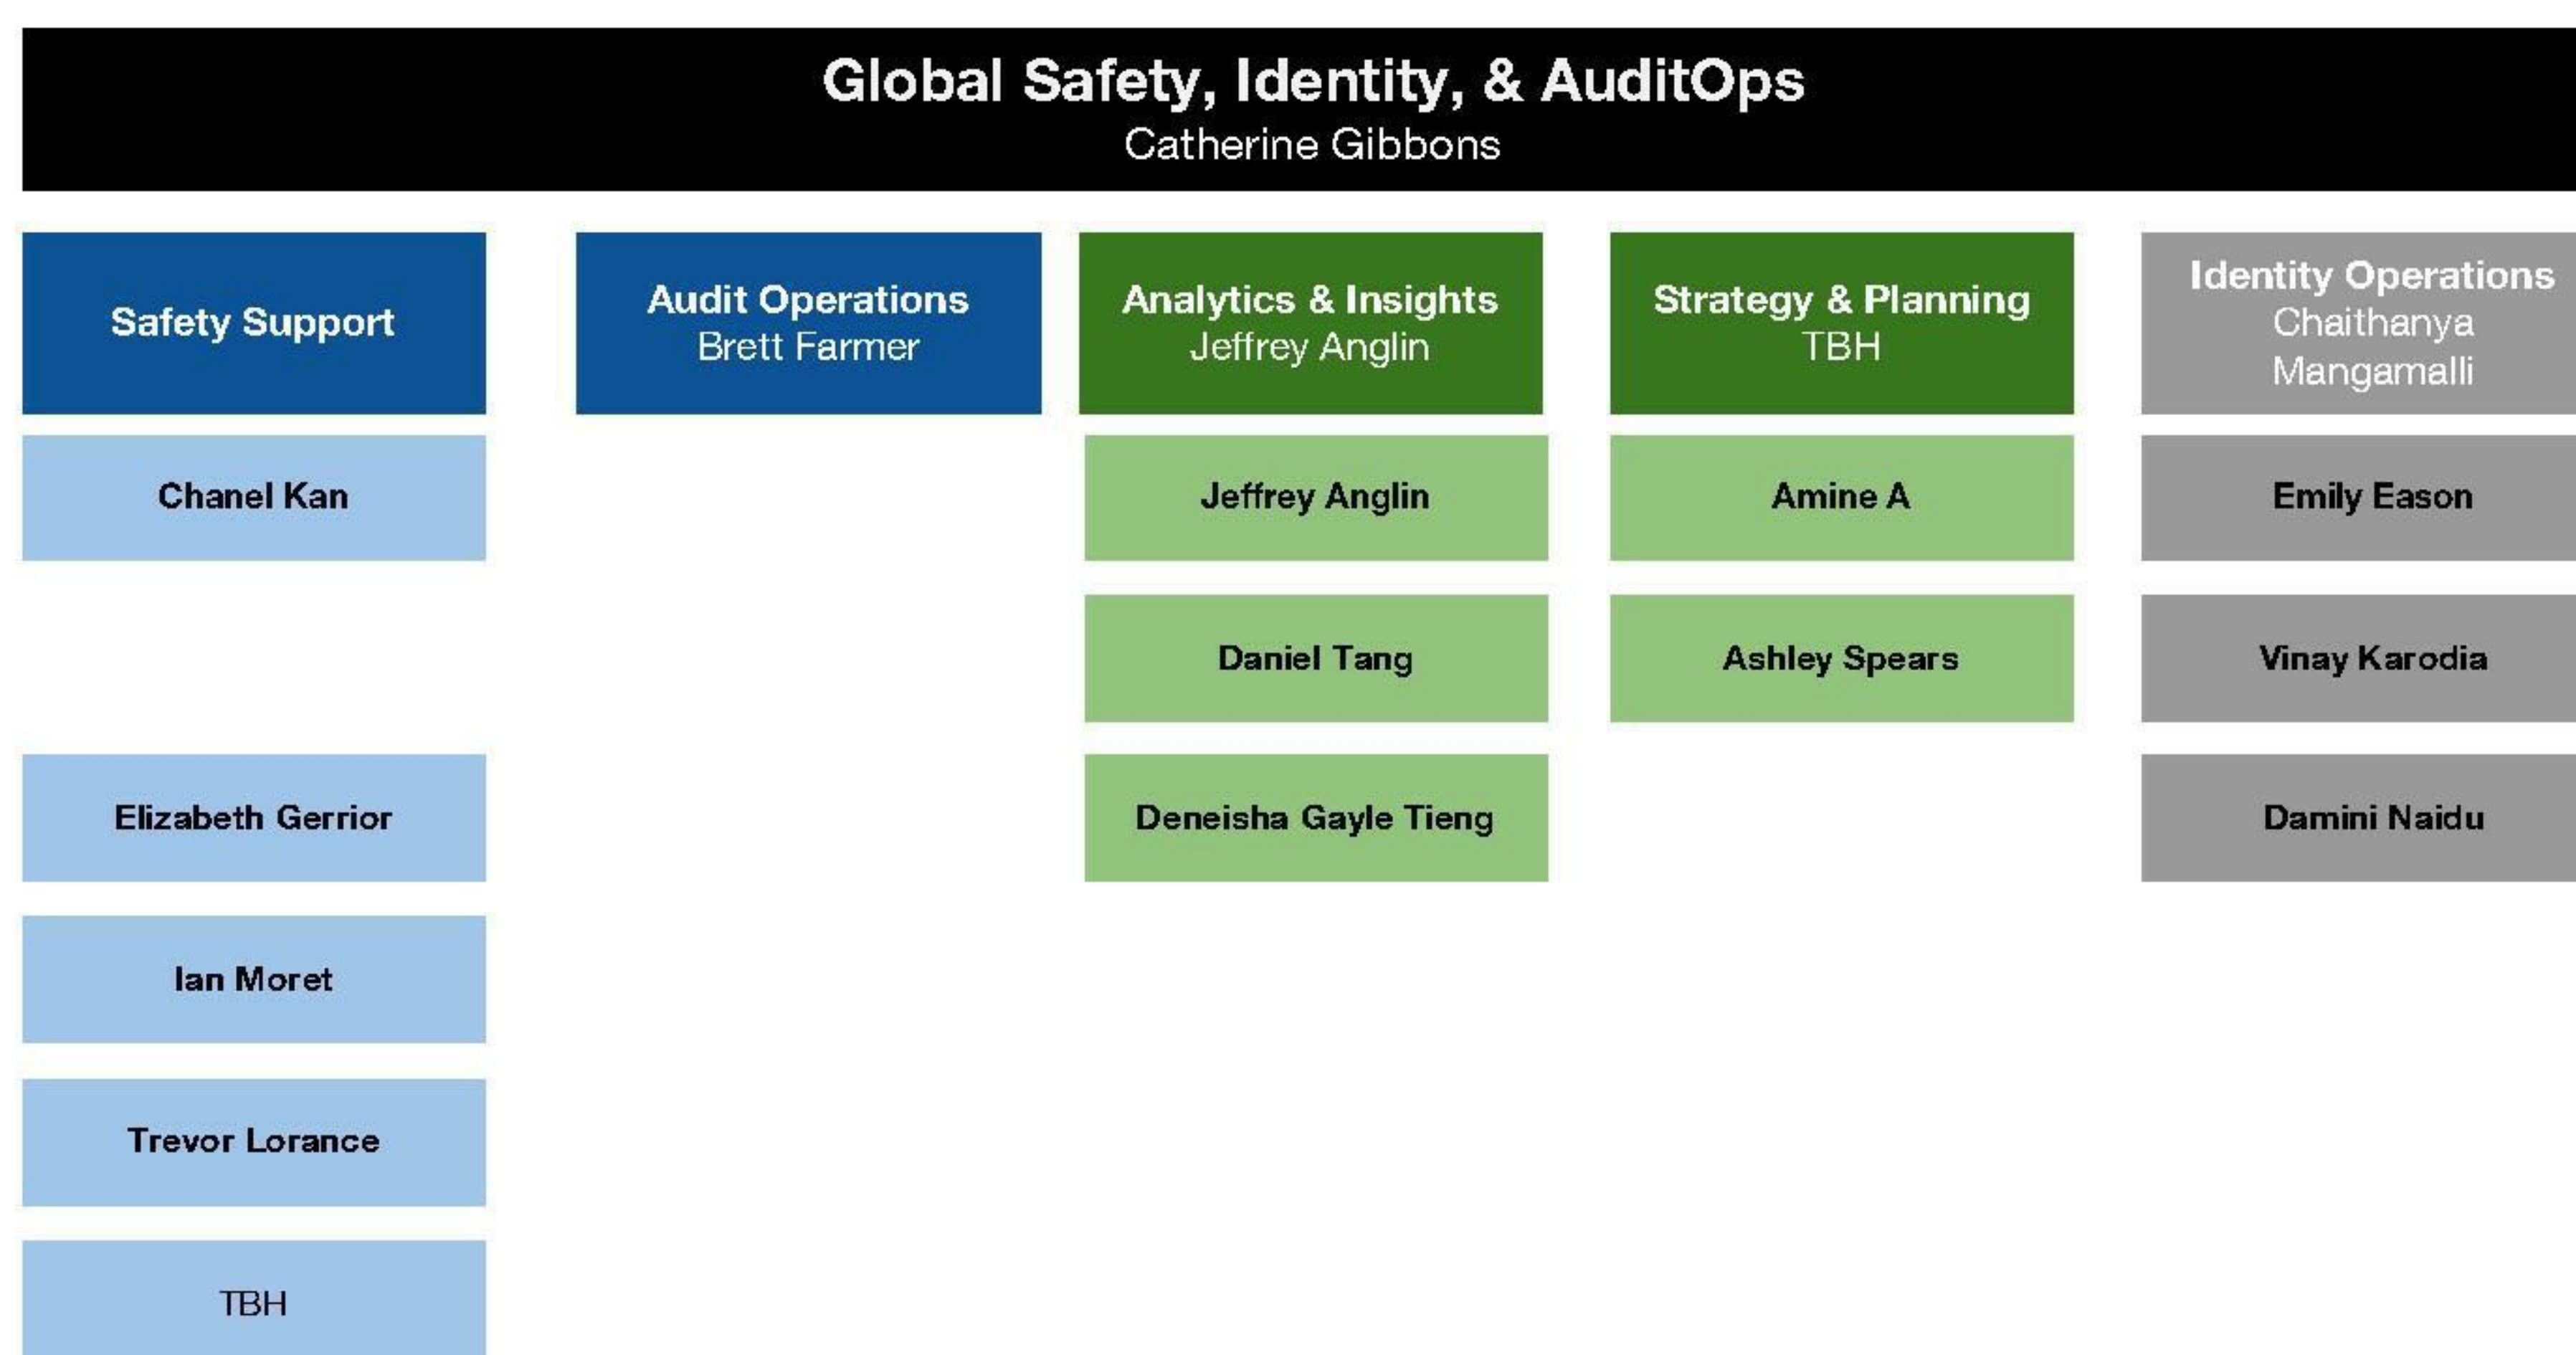 Global Safety, Identity, & AuditOps
Catherine Gibbons
Safety Support
Audit Operations
Brett Farmer
Analytics & Insights
Jeffrey Anglin
Strategy & Planning
TBH
Identity Operations
Chaithanya
Mangamalli
Chanel Kan
Jeffrey Anglin
Amine A
Emily Eason
Daniel Tang
Ashley Spears
Vinay Karodia
Elizabeth Gerrior
Deneisha Gayle Tieng
Damini Naidu
Ian Moret
Trevor Lorance
TBH